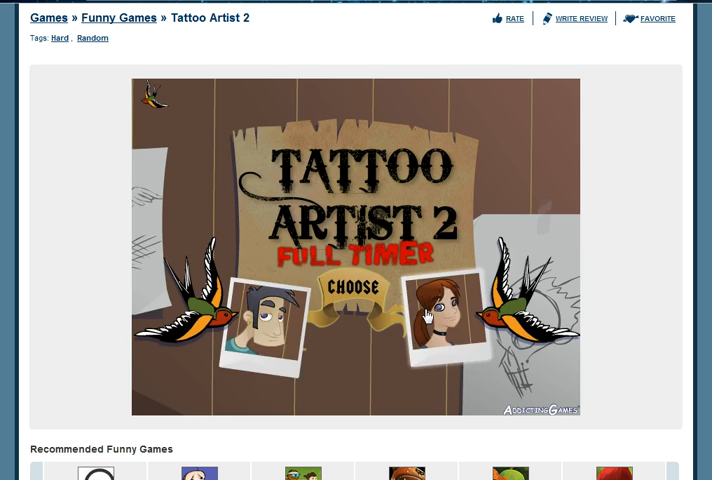 Games » Funny Games » Tattoo Artist 2
RATE
WRITE REVIEW
FAVORITE
Tags: Hard , Random
TATTOO
ARTIST 2
FULL TIMER
CHOOSE
ADDICTINGGAMES
Recommended Funny Games